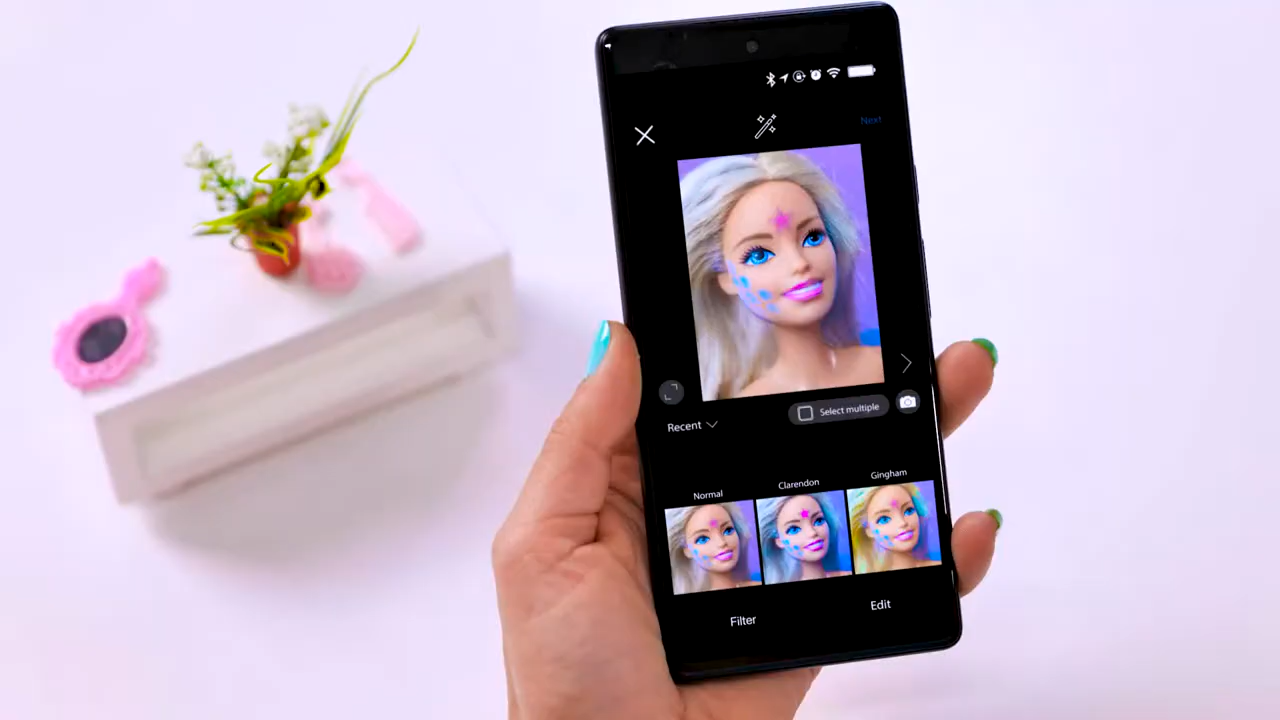 Next
Recent
Select multiple
Normal
Clarendon
Gingham
Filter
Edit